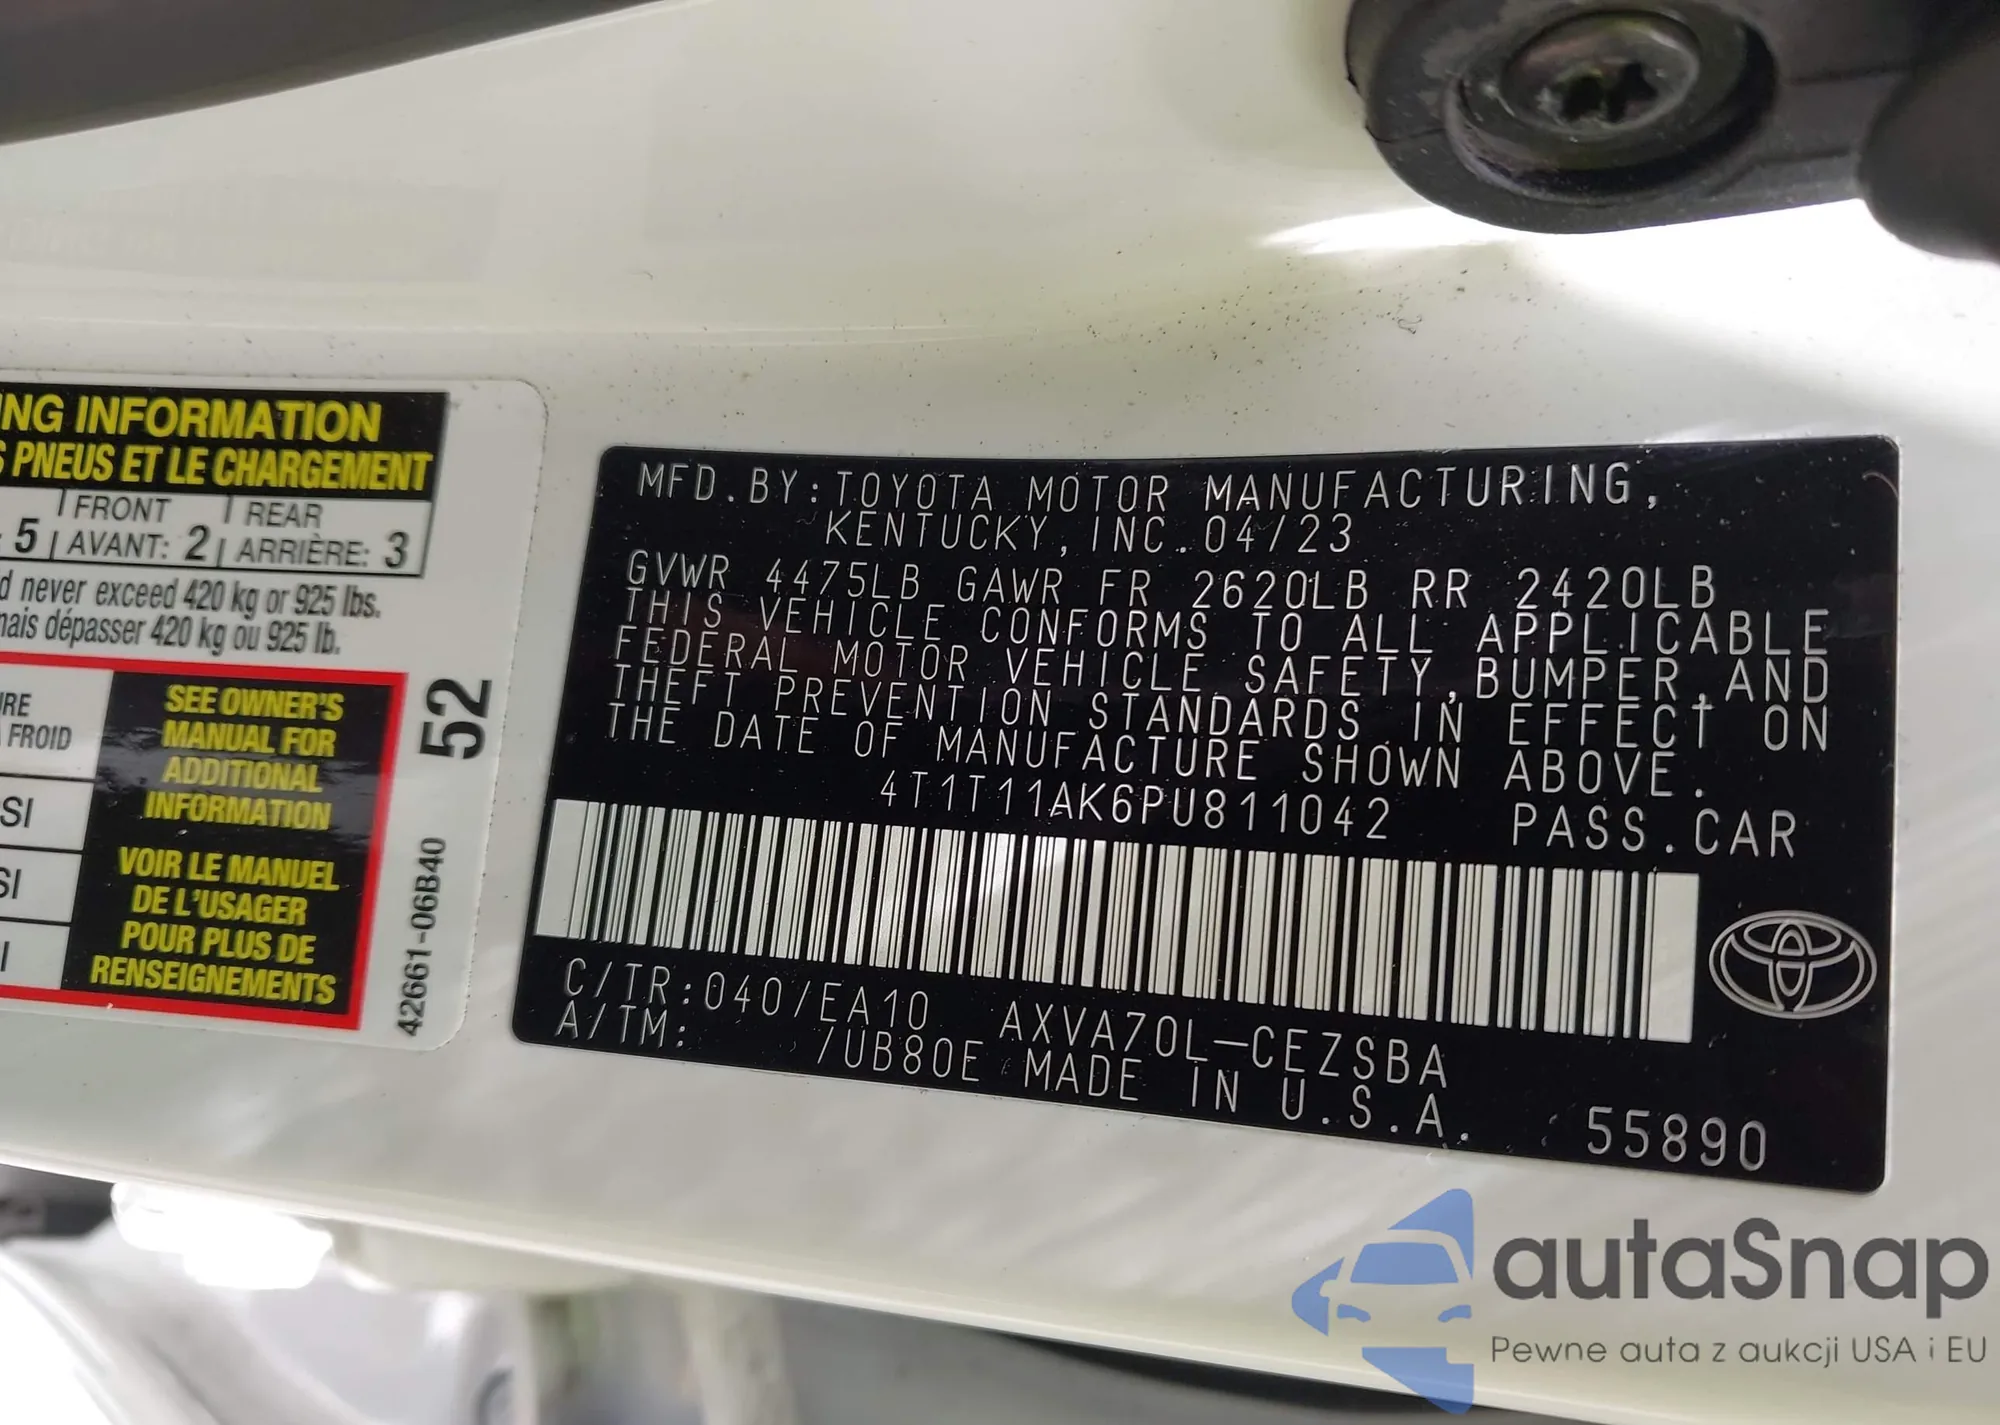 NG INFORMATION
S PNEUS ET LE CHARGEMENT
5 FRONT AVANT: 2 REAR ARRIÈRE: 3
d never exceed 420 kg or 925 lbs.
mais dépasser 420 kg ou 925 lb.
RE
FROID
SI
SI
I
SEE OWNER'S
MANUAL FOR
ADDITIONAL
INFORMATION
VOIR LE MANUEL
DE L'USAGER
POUR PLUS DE
RENSEIGNEMENTS
52
42661-06B40
MFD.BY:TOYOTA MOTOR MANUFACTURING,
KENTUCKY,INC.04/23
GVWR 4475LB GAWR FR 2620LB RR 2420LB
THIS VEHICLE CONFORMS TO ALL APPLICABLE
FEDERAL MOTOR VEHICLE SAFETY,BUMPER,AND
THEFT PREVENTION STANDARDS IN EFFECT ON
THE DATE OF MANUFACTURE SHOWN ABOVE.
4T1T11AK6PU811042 PASS.CAR
C/TR:040/EA10 AXVA70L-CEZSBA
A/TM: /UB80E MADE IN U.S.A.
55890
autaSnap
Pewne auta z aukcji USA i EU